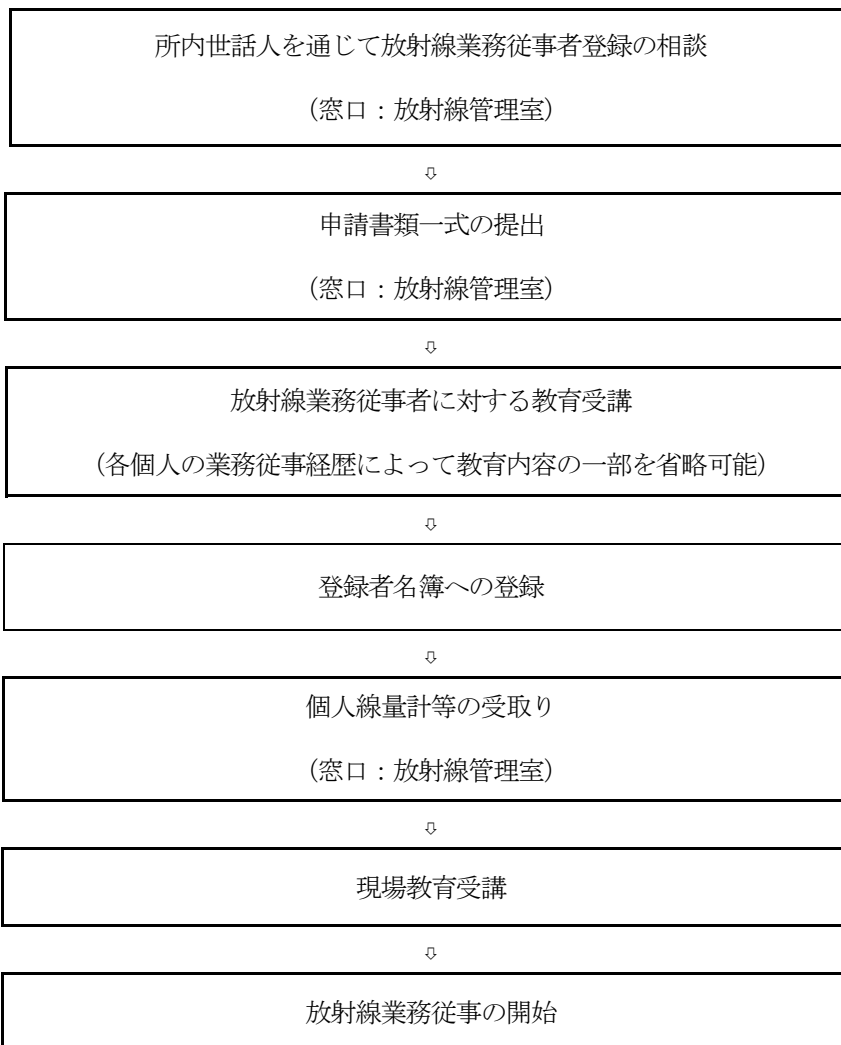 所内世話人を通じて放射線業務従事者登録の相談
（窓口：放射線管理室）
⇩
申請書類一式の提出
（窓口：放射線管理室）
⇩
放射線業務従事者に対する教育受講
（各個人の業務従事経歴によって教育内容の一部を省略可能）
⇩
登録者名簿への登録
⇩
個人線量計等の受取り
（窓口：放射線管理室）
⇩
現場教育受講
⇩
放射線業務従事の開始